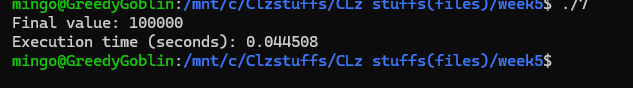 mingo@GreedyGoblin:/mnt/c/Clzstuffs/CLz stuffs(files)/week5$ ./7
Final value: 100000
Execution time (seconds): 0.044508
mingo@GreedyGoblin:/mnt/c/Clzstuffs/CLz stuffs(files)/week5$